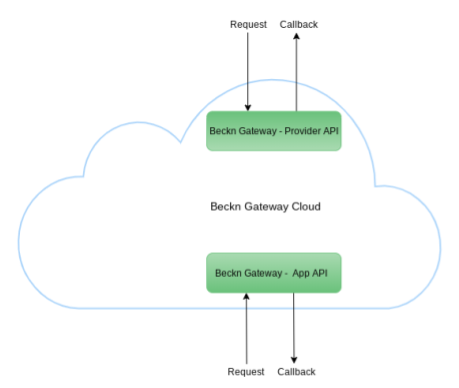 Request Callback
Beckn Gateway - Provider API
Beckn Gateway Cloud
Beckn Gateway - App API
Request Callback